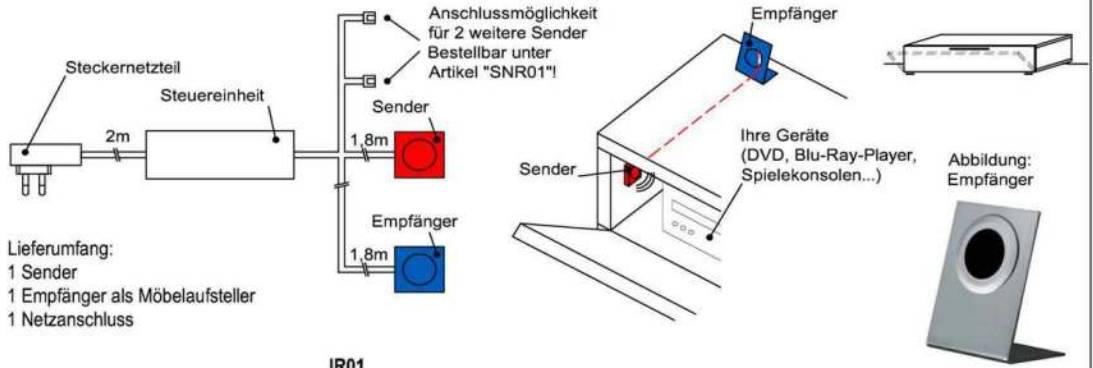 Anschlussmöglichkeit
für 2 weitere Sender
Bestellbar unter
Artikel "SNR01"!
Steckernetzteil
Steuereinheit
2m
Sender
1,8m
Empfänger
1,8m
Lieferumfang:
1 Sender
1 Empfänger als Möbelaufsteller
1 Netzanschluss
Empfänger
Sender
Ihre Geräte
(DVD, Blu-Ray-Player,
Spielekonsolen...)
Abbildung:
Empfänger
IR01